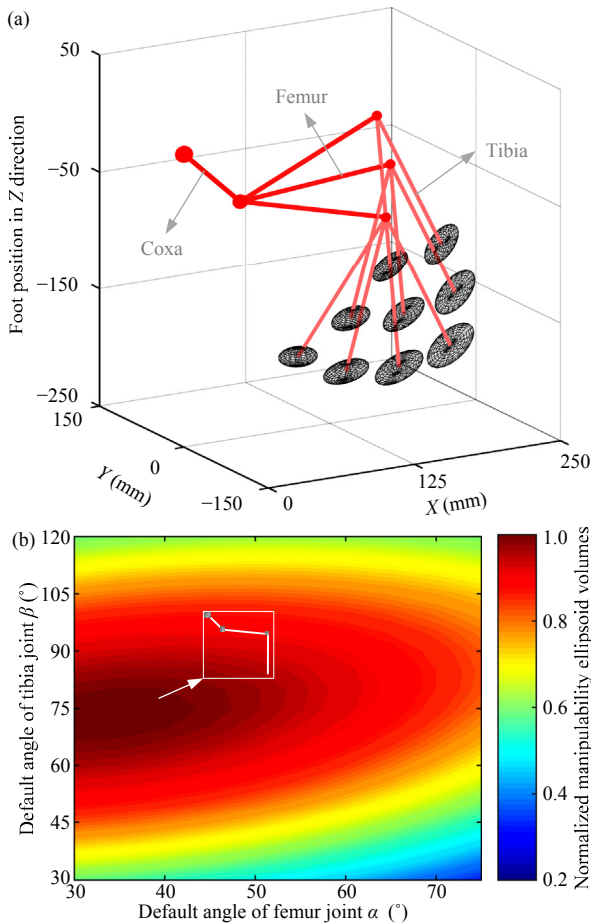 (a)
50
−50
−150
−250
Foot position in Z direction
Femur
Tibia
Coxa
150
0
−150
Y (mm)
0
125
250
X (mm)
(b)
120
105
90
75
60
45
30
Default angle of tibia joint β (°)
30
40
50
60
70
Default angle of femur joint α (°)
1.0
0.8
0.6
0.4
0.2
Normalized manipulability ellipsoid volumes